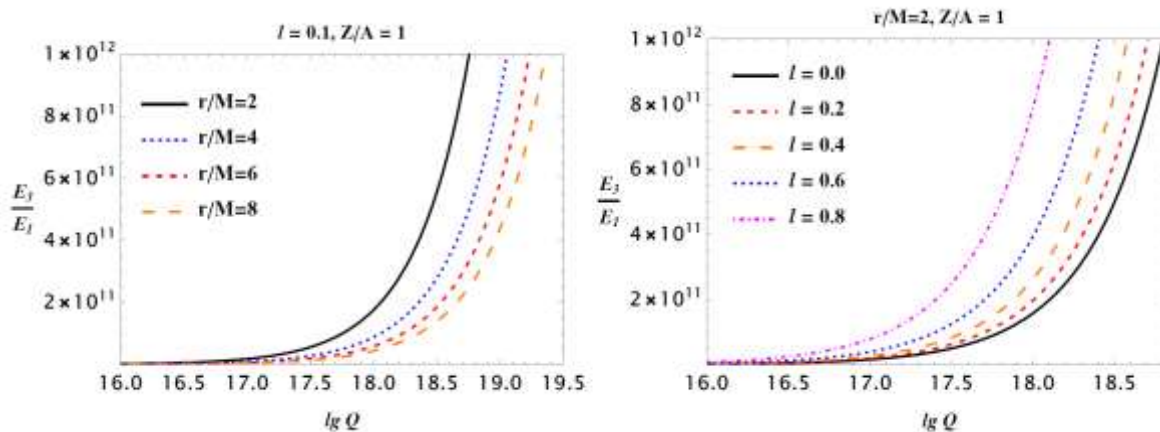 l = 0.1, Z/A = 1
1×10¹²
8×10¹¹
6×10¹¹
4×10¹¹
2×10¹¹
E₃
E₁
r/M=2
r/M=4
r/M=6
r/M=8
16.0 16.5 17.0 17.5 18.0 18.5 19.0 19.5
lg Q
r/M=2, Z/A = 1
1×10¹²
8×10¹¹
6×10¹¹
4×10¹¹
2×10¹¹
E₃
E₁
l = 0.0
l = 0.2
l = 0.4
l = 0.6
l = 0.8
16.0 16.5 17.0 17.5 18.0 18.5
lg Q